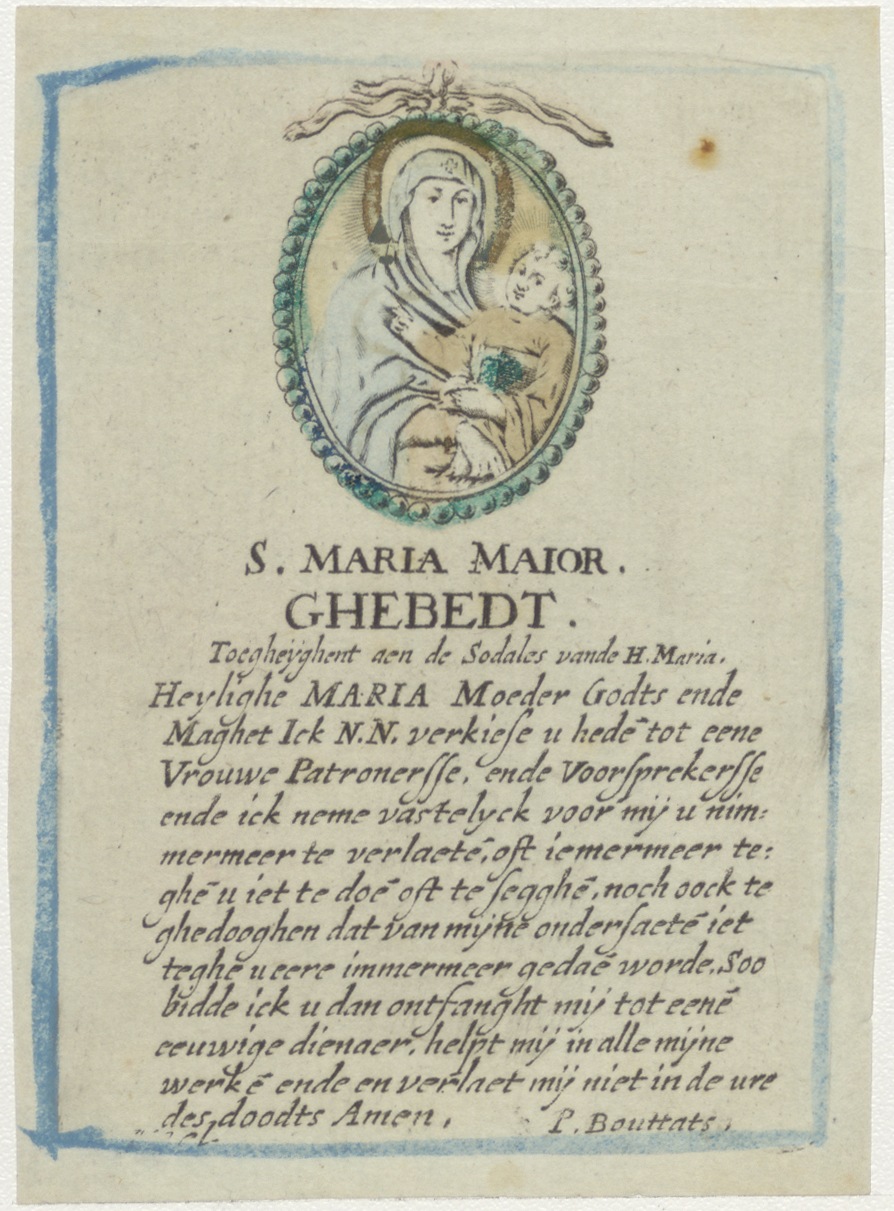 S. MARIA MAIOR.
GHEBEDT.
Toegheÿghent aen de Sodales vande H. Maria.
Heylighe MARIA Moeder Godts ende
Maghet Ick N.N. verkiese u hedē tot eene
Vrouwe Patronersse, ende Voorsprekersse
ende ick neme vastelyck voor mij u nim:
mermeer te verlaetē, oft iemermeer te:
ghē u iet te doē oft te segghē, noch oock te
ghedooghen dat van mijne ondersaetē iet
teghē u eere immermeer gedaē worde. Soo
bidde ick u dan ontfanght mij tot eenē
eeuwige dienaer, helpt mij in alle mijne
werkē ende en verlaet mij niet in de ure
des doodts Amen,
P. Bouttats,